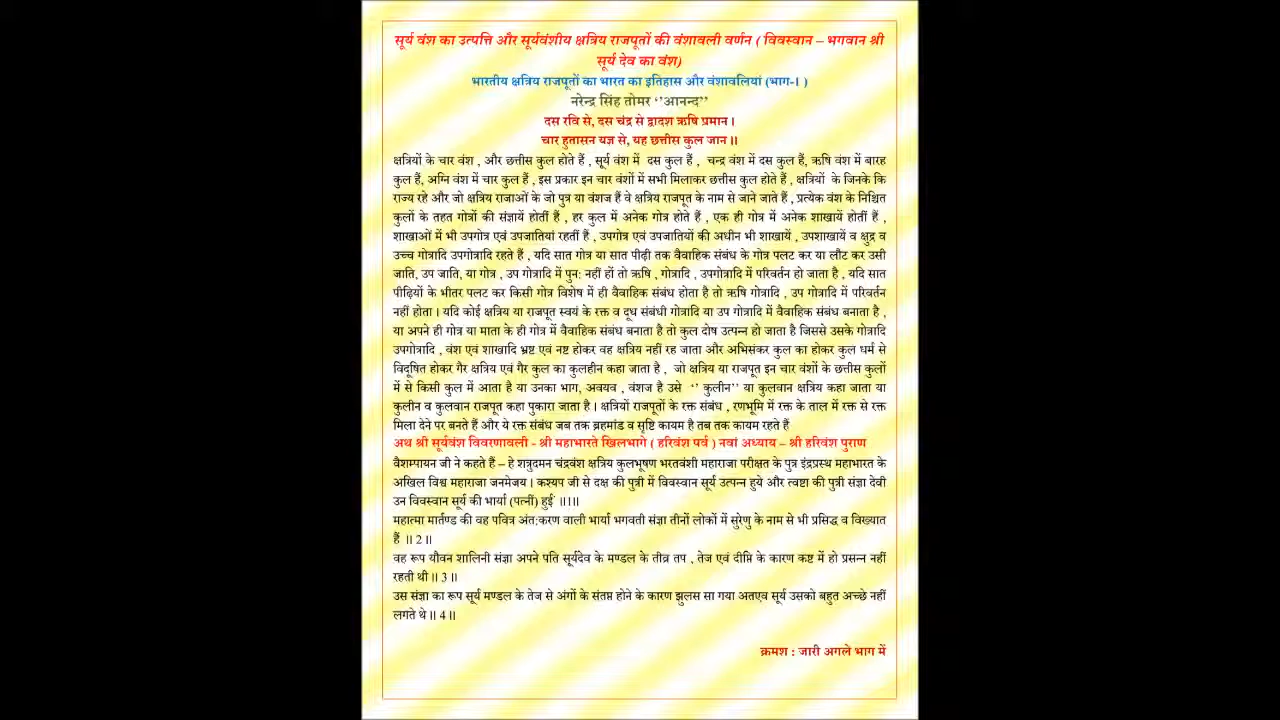 सूर्य वंश का उत्पत्ति और सूर्यवंशीय क्षत्रिय राजपूतों की वंशावली वर्णन ( विवस्वान – भगवान श्री
सूर्य देव का वंश)
भारतीय क्षत्रिय राजपूतों का भारत का इतिहास और वंशावलियां (भाग-1 )
नरेन्द्र सिंह तोमर ‘’आनन्द’’
दस रवि से, दस चंद्र से द्वादश ऋषि प्रमान ।
चार हुतासन यज्ञ से, यह छत्तीस कुल जान ।।
क्षत्रियों के चार वंश , और छत्तीस कुल होते हैं , सूर्य वंश में दस कुल हैं , चन्द्र वंश में दस कुल हैं, ऋषि वंश में बारह
कुल हैं, अग्नि वंश में चार कुल हैं , इस प्रकार इन चार वंशों में सभी मिलाकर छत्तीस कुल होते हैं , क्षत्रियों के जिनके कि
राज्य रहे और जो क्षत्रिय राजाओं के जो पुत्र या वंशज हैं वे क्षत्रिय राजपूत के नाम से जाने जाते हैं , प्रत्येक वंश के निश्चित
कुलों के तहत गोत्रों की संज्ञायें होतीं हैं , हर कुल में अनेक गोत्र होते हैं , एक ही गोत्र में अनेक शाखायें होतीं हैं ,
शाखाओं में भी उपगोत्र एवं उपजातियां रहतीं हैं , उपगोत्र एवं उपजातियों की अधीन भी शाखायें , उपशाखायें व क्षुद्र व
उच्च गोत्रादि उपगोत्रादि रहते हैं , यदि सात गोत्र या सात पीढ़ी तक वैवाहिक संबंध के गोत्र पलट कर या लौट कर उसी
जाति, उप जाति, या गोत्र , उप गोत्रादि में पुन: नहीं हों तो ऋषि , गोत्रादि , उपगोत्रादि में परिवर्तन हो जाता है , यदि सात
पीढ़ियों के भीतर पलट कर किसी गोत्र विशेष में ही वैवाहिक संबंध होता है तो ऋषि गोत्रादि , उप गोत्रादि में परिवर्तन
नहीं होता । यदि कोई क्षत्रिय या राजपूत स्वयं के रक्त व दूध संबंधी गोत्रादि या उप गोत्रादि में वैवाहिक संबंध बनाता है ,
या अपने ही गोत्र या माता के ही गोत्र में वैवाहिक संबंध बनाता है तो कुल दोष उत्पन्न हो जाता है जिससे उसके गोत्रादि
उपगोत्रादि , वंश एवं शाखादि भ्रष्ट एवं नष्ट होकर वह क्षत्रिय नहीं रह जाता और अभिसंकर कुल का होकर कुल धर्म से
विदूषित होकर गैर क्षत्रिय एवं गैर कुल का कुलहीन कहा जाता है , जो क्षत्रिय या राजपूत इन चार वंशों के छत्तीस कुलों
में से किसी कुल में आता है या उनका भाग, अवयव , वंशज है उसे ‘’ कुलीन’’ या कुलवान क्षत्रिय कहा जाता या
कुलीन व कुलवान राजपूत कहा पुकारा जाता है । क्षत्रियों राजपूतों के रक्त संबंध , रणभूमि में रक्त के ताल में रक्त से रक्त
मिला देने पर बनते हैं और ये रक्त संबंध जब तक ब्रहमांड व सृष्टि कायम है तब तक कायम रहते हैं
अथ श्री सूर्यवंश विवरणावली - श्री महाभारते खिलभागे ( हरिवंश पर्व ) नवां अध्याय – श्री हरिवंश पुराण
वैशम्पायन जी ने कहते हैं – हे शत्रुदमन चंद्रवंश क्षत्रिय कुलभूषण भरतवंशी महाराजा परीक्षत के पुत्र इंद्रप्रस्थ महाभारत के
अखिल विश्व महाराजा जनमेजय । कश्यप जी से दक्ष की पुत्री में विवस्वान सूर्य उत्पन्न हुये और त्वष्टा की पुत्री संज्ञा देवी
उन विवस्वान सूर्य की भार्या (पत्नीं) हुईं ।।1।।
महात्मा मार्तण्ड की वह पवित्र अंत:करण वाली भार्या भगवती संज्ञा तीनों लोकों में सुरेणु के नाम से भी प्रसिद्ध व विख्यात
हैं ।। 2 ।।
वह रूप यौवन शालिनी संज्ञा अपने पति सूर्यदेव के मण्डल के तीव्र तप , तेज एवं दीप्ति के कारण कष्ट में हो प्रसन्न नहीं
रहती थी ।। 3 ।।
उस संज्ञा का रूप सूर्य मण्डल के तेज से अंगों के संतप्त होने के कारण झुलस सा गया अतएव सूर्य उसको बहुत अच्छे नहीं
लगते थे ।। 4 ।।
क्रमश : जारी अगले भाग में